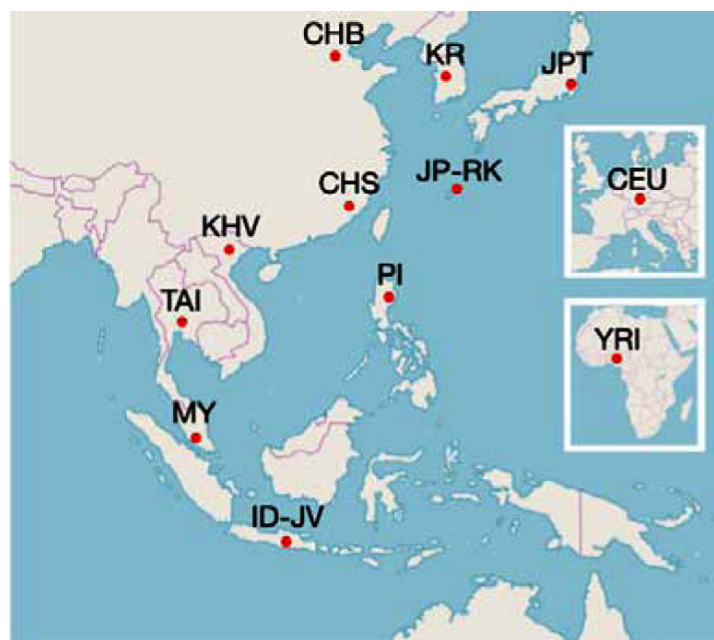 CHB
KR
JPT
CHS
JP-RK
CEU
KHV
PI
TAI
YRI
MY
ID-JV